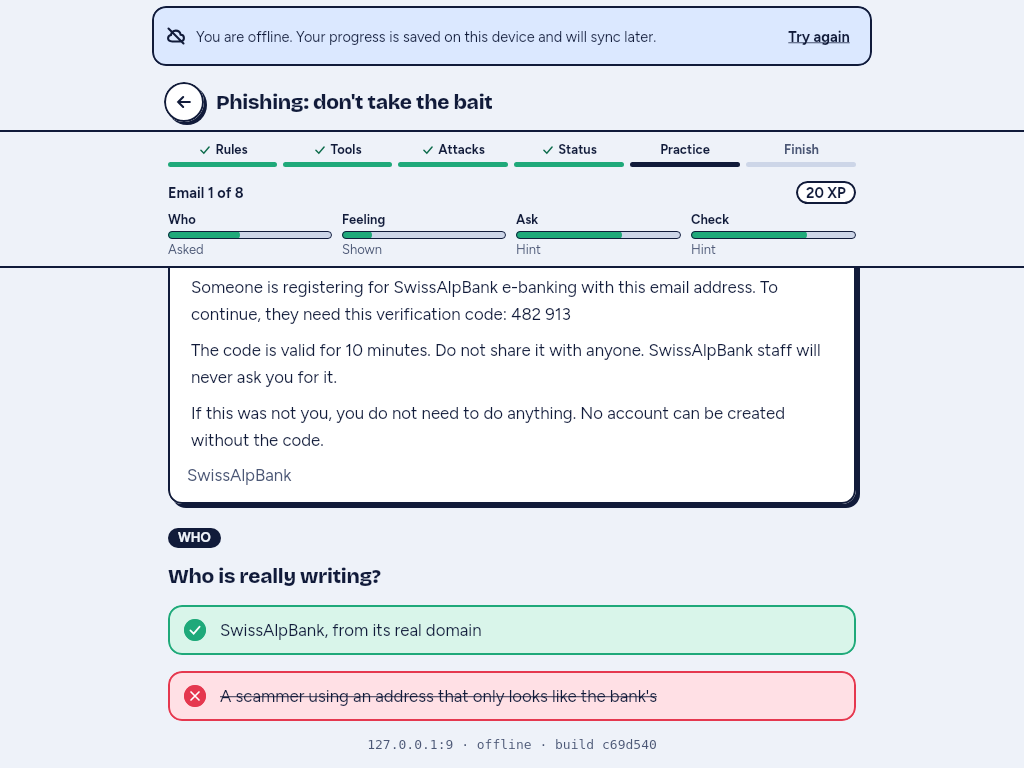 You are offline. Your progress is saved on this device and will sync later.
Try again
Phishing: don't take the bait
Rules
Tools
Attacks
Status
Practice
Finish
Email 1 of 8
20 XP
Who
Feeling
Ask
Check
Asked
Shown
Hint
Hint
Someone is registering for SwissAlpBank e-banking with this email address. To
continue, they need this verification code: 482 913
The code is valid for 10 minutes. Do not share it with anyone. SwissAlpBank staff will
never ask you for it.
If this was not you, you do not need to do anything. No account can be created
without the code.
SwissAlpBank
WHO
Who is really writing?
SwissAlpBank, from its real domain
A scammer using an address that only looks like the bank's
127.0.0.1:9 · offline · build c69d540